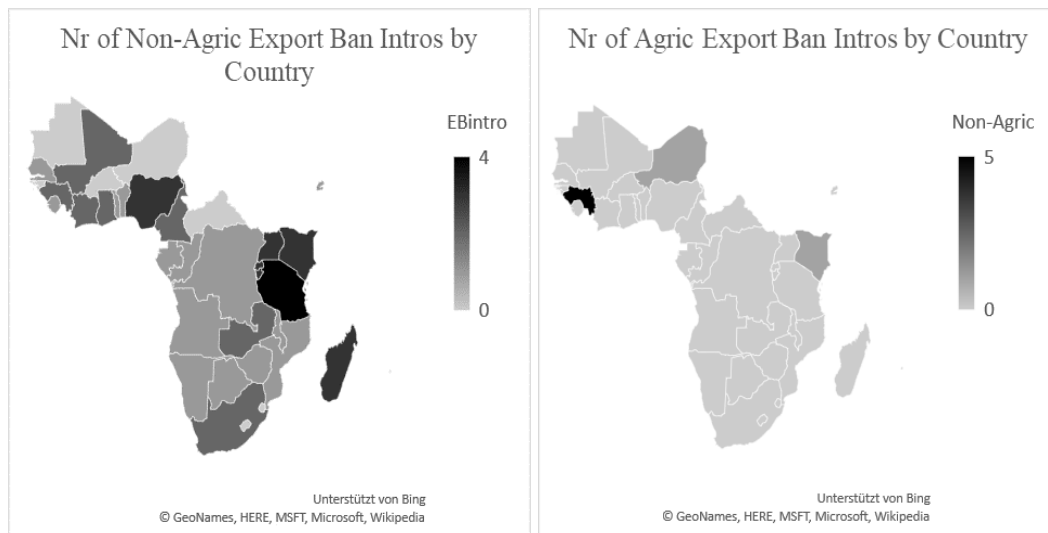 Nr of Non-Agric Export Ban Intros by
Country
EBintro
4
0
Unterstützt von Bing
© GeoNames, HERE, MSFT, Microsoft, Wikipedia
Nr of Agric Export Ban Intros by Country
Non-Agric
5
0
Unterstützt von Bing
© GeoNames, HERE, MSFT, Microsoft, Wikipedia